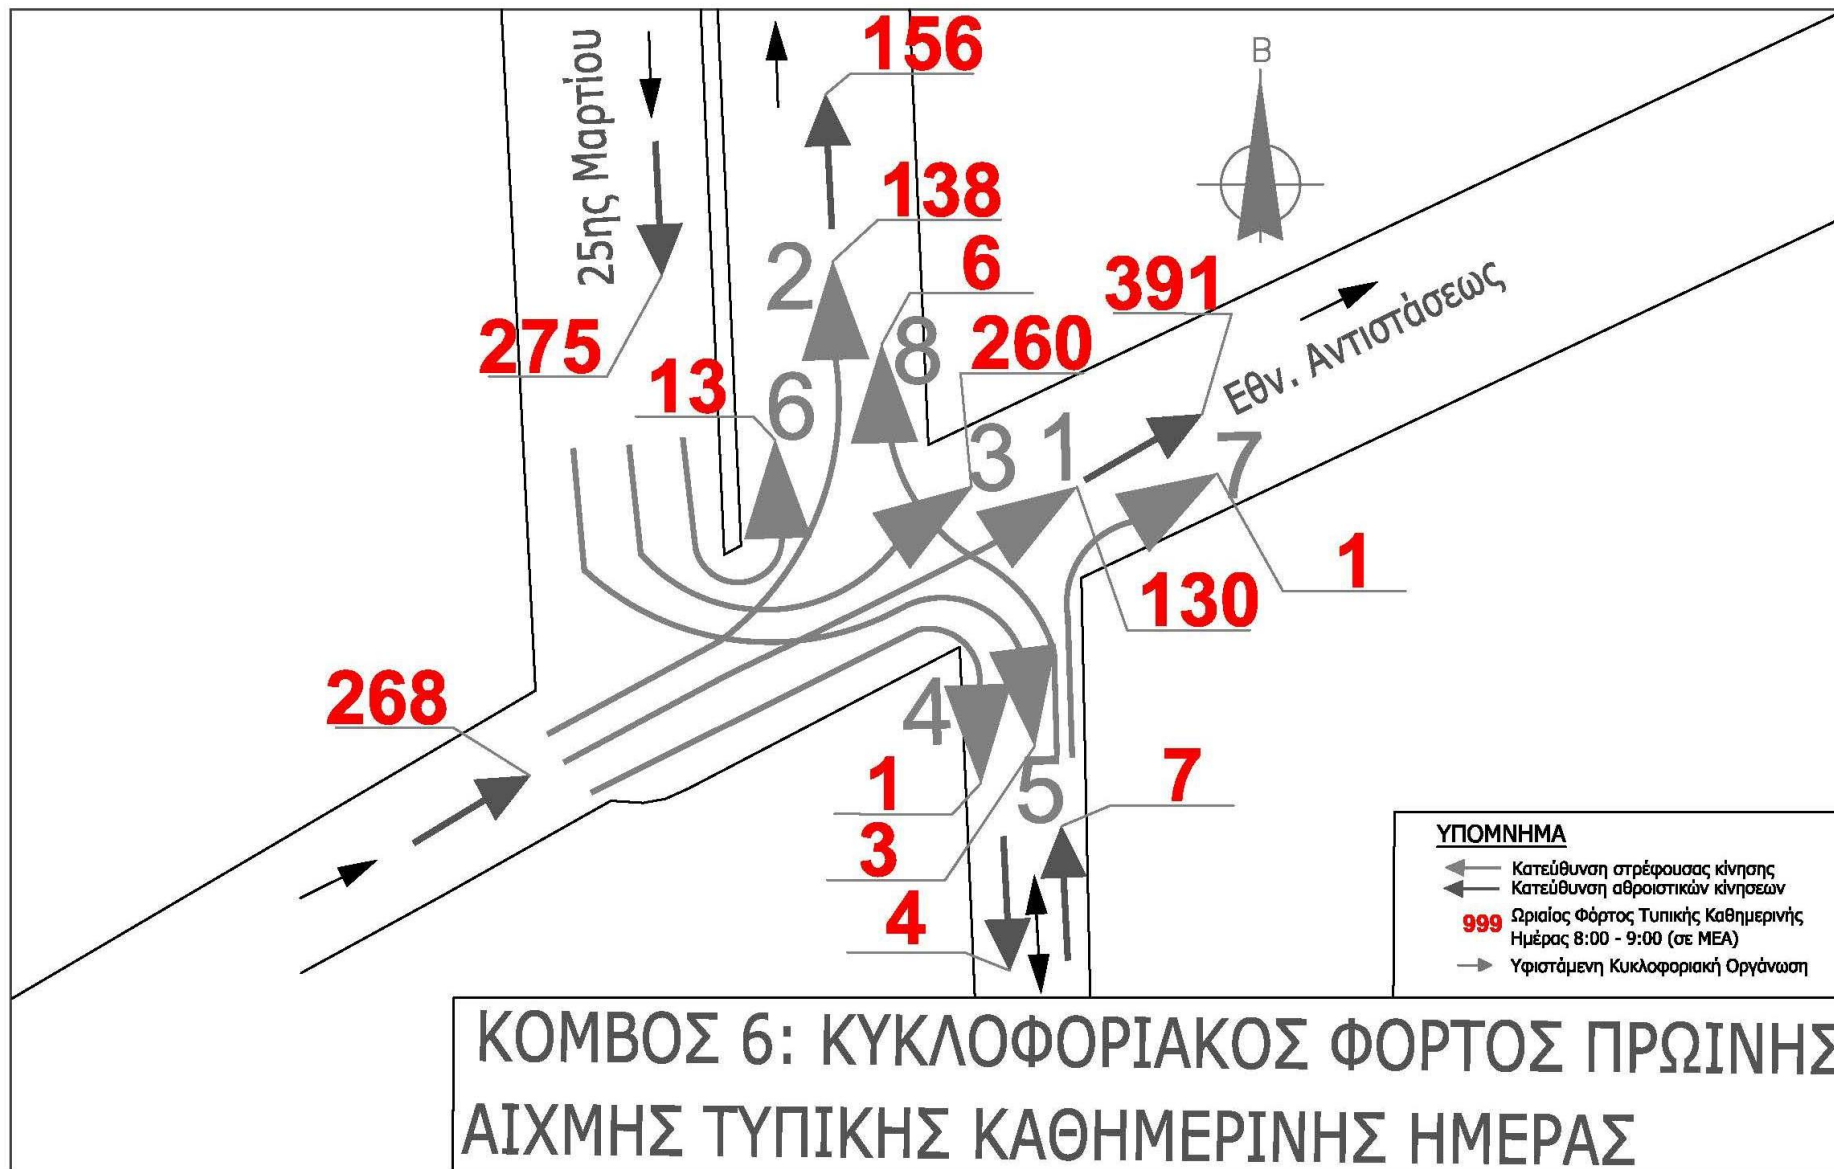 156
Β
25ης Μαρτίου
138
2
6
391
275
8
260
Εθν. Αντιστάσεως
13
6
3
1
7
1
130
268
4
1
5
7
3
4
ΥΠΟΜΝΗΜΑ
Κατεύθυνση στρέφουσας κίνησης
Κατεύθυνση αθροιστικών κίνησεων
999 Ωριαίος Φόρτος Τυπικής Καθημερινής
Ημέρας 8:00 - 9:00 (σε ΜΕΑ)
Υφιστάμενη Κυκλοφοριακή Οργάνωση
ΚΟΜΒΟΣ 6: ΚΥΚΛΟΦΟΡΙΑΚΟΣ ΦΟΡΤΟΣ ΠΡΩΙΝΗΣ
ΑΙΧΜΗΣ ΤΥΠΙΚΗΣ ΚΑΘΗΜΕΡΙΝΗΣ ΗΜΕΡΑΣ